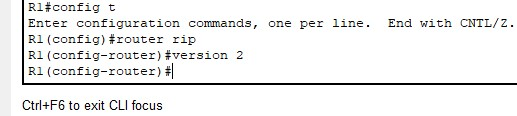 R1#config t
Enter configuration commands, one per line.  End with CNTL/Z.
R1(config)#router rip
R1(config-router)#version 2
R1(config-router)#
Ctrl+F6 to exit CLI focus